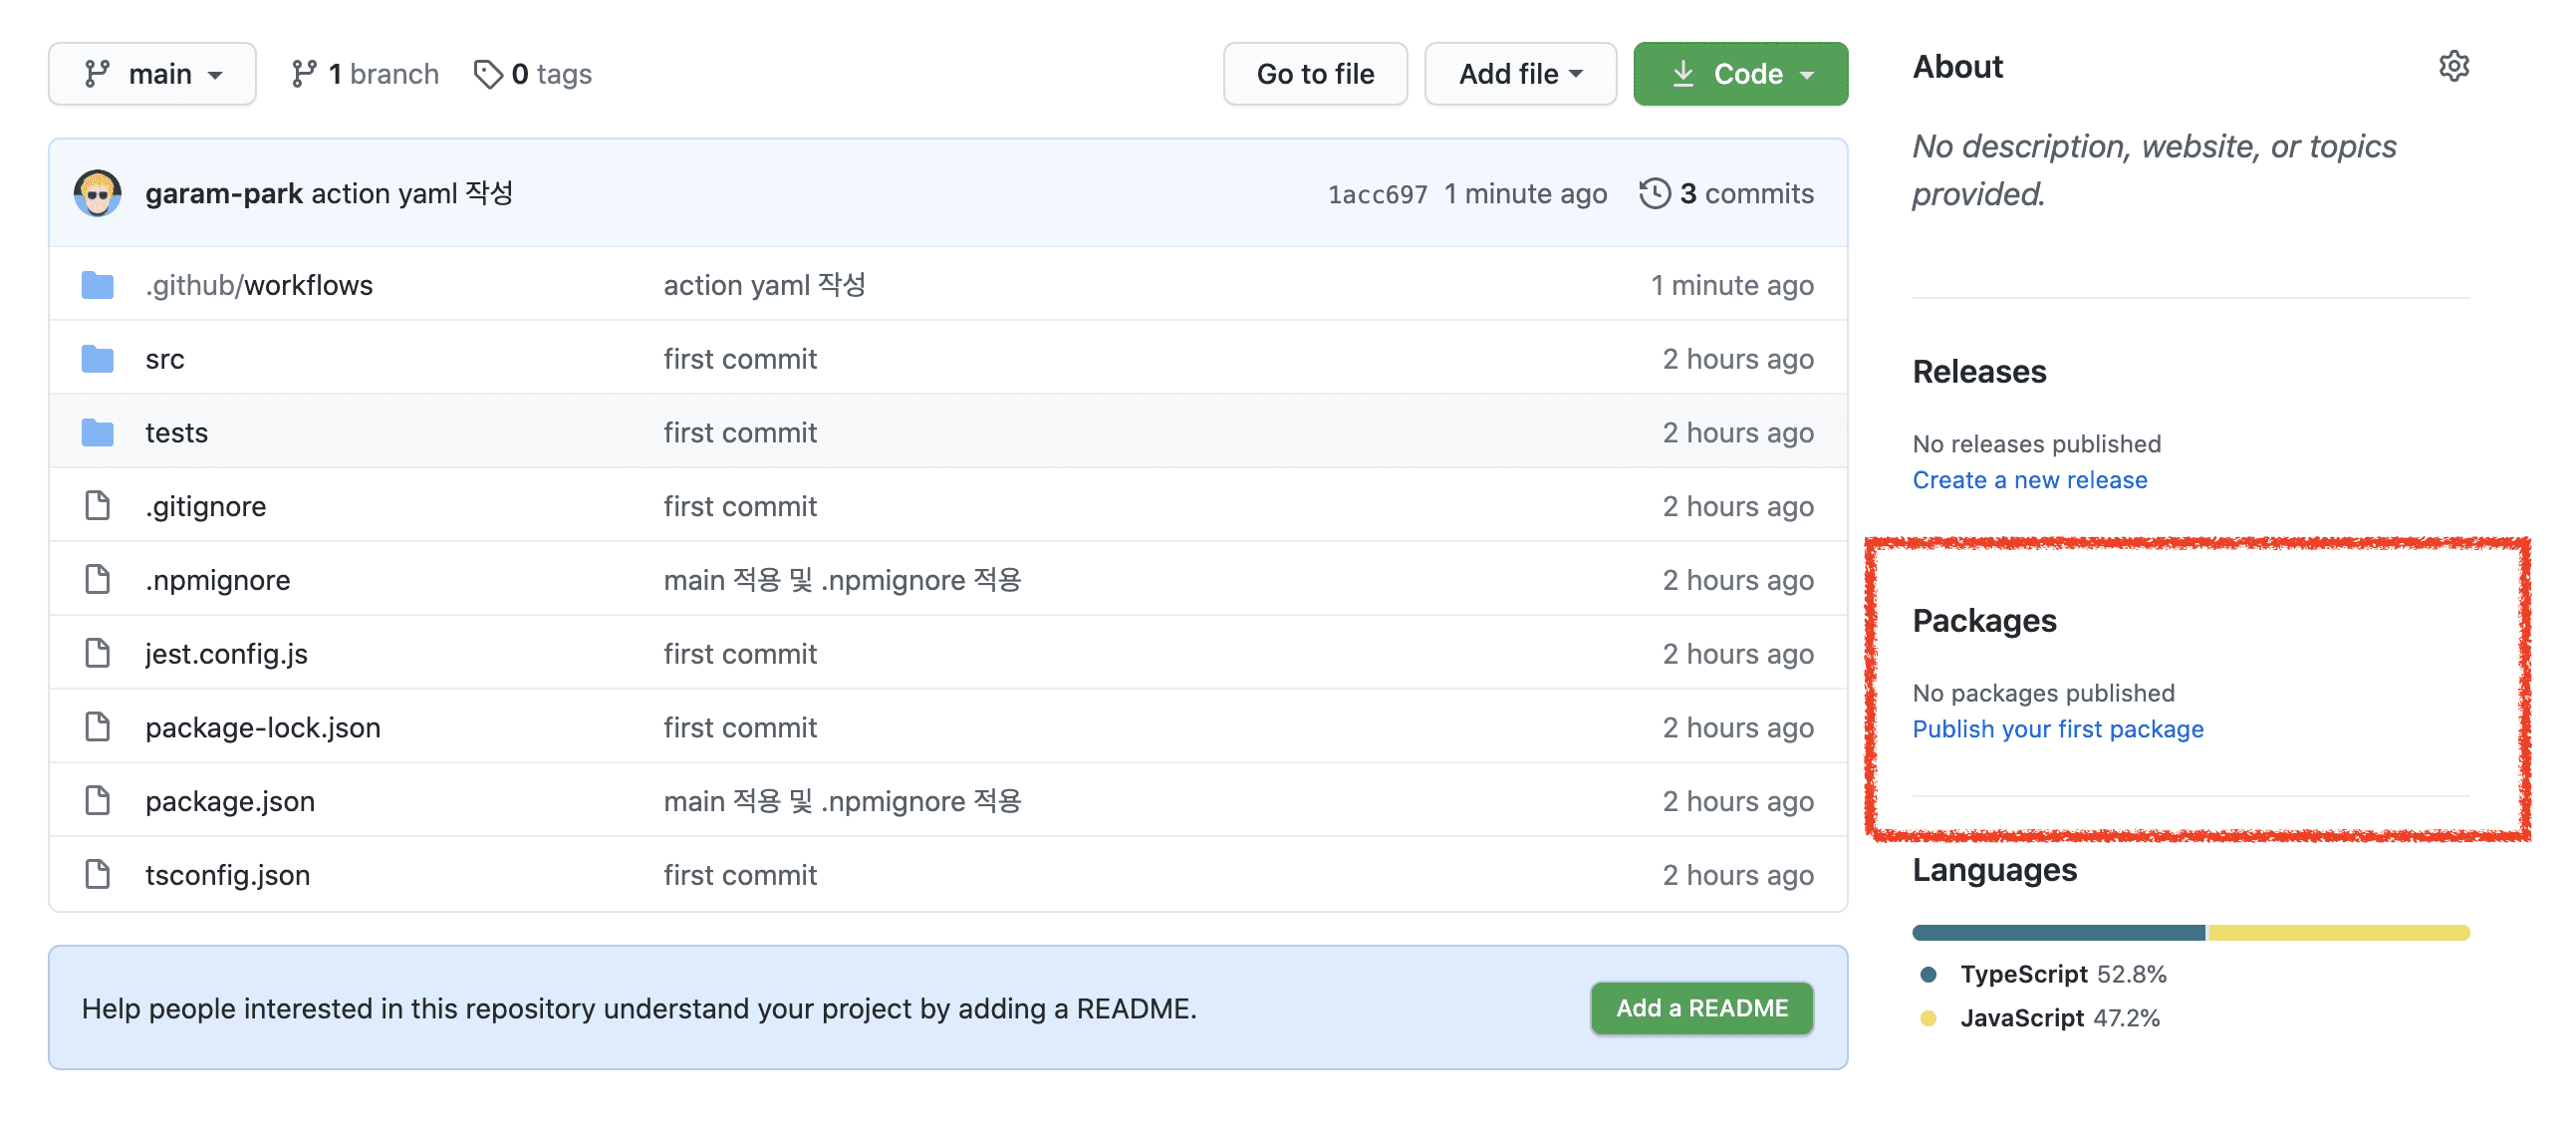 main
1 branch
0 tags
Go to file
Add file
Code
garam-park action yaml 작성
1acc697 1 minute ago
3 commits
.github/workflows action yaml 작성 1 minute ago
src first commit 2 hours ago
tests first commit 2 hours ago
.gitignore first commit 2 hours ago
.npmignore main 적용 및 .npmignore 적용 2 hours ago
jest.config.js first commit 2 hours ago
package-lock.json first commit 2 hours ago
package.json main 적용 및 .npmignore 적용 2 hours ago
tsconfig.json first commit 2 hours ago
Help people interested in this repository understand your project by adding a README.
Add a README
About
No description, website, or topics
provided.
Releases
No releases published
Create a new release
Packages
No packages published
Publish your first package
Languages
TypeScript 52.8%
JavaScript 47.2%